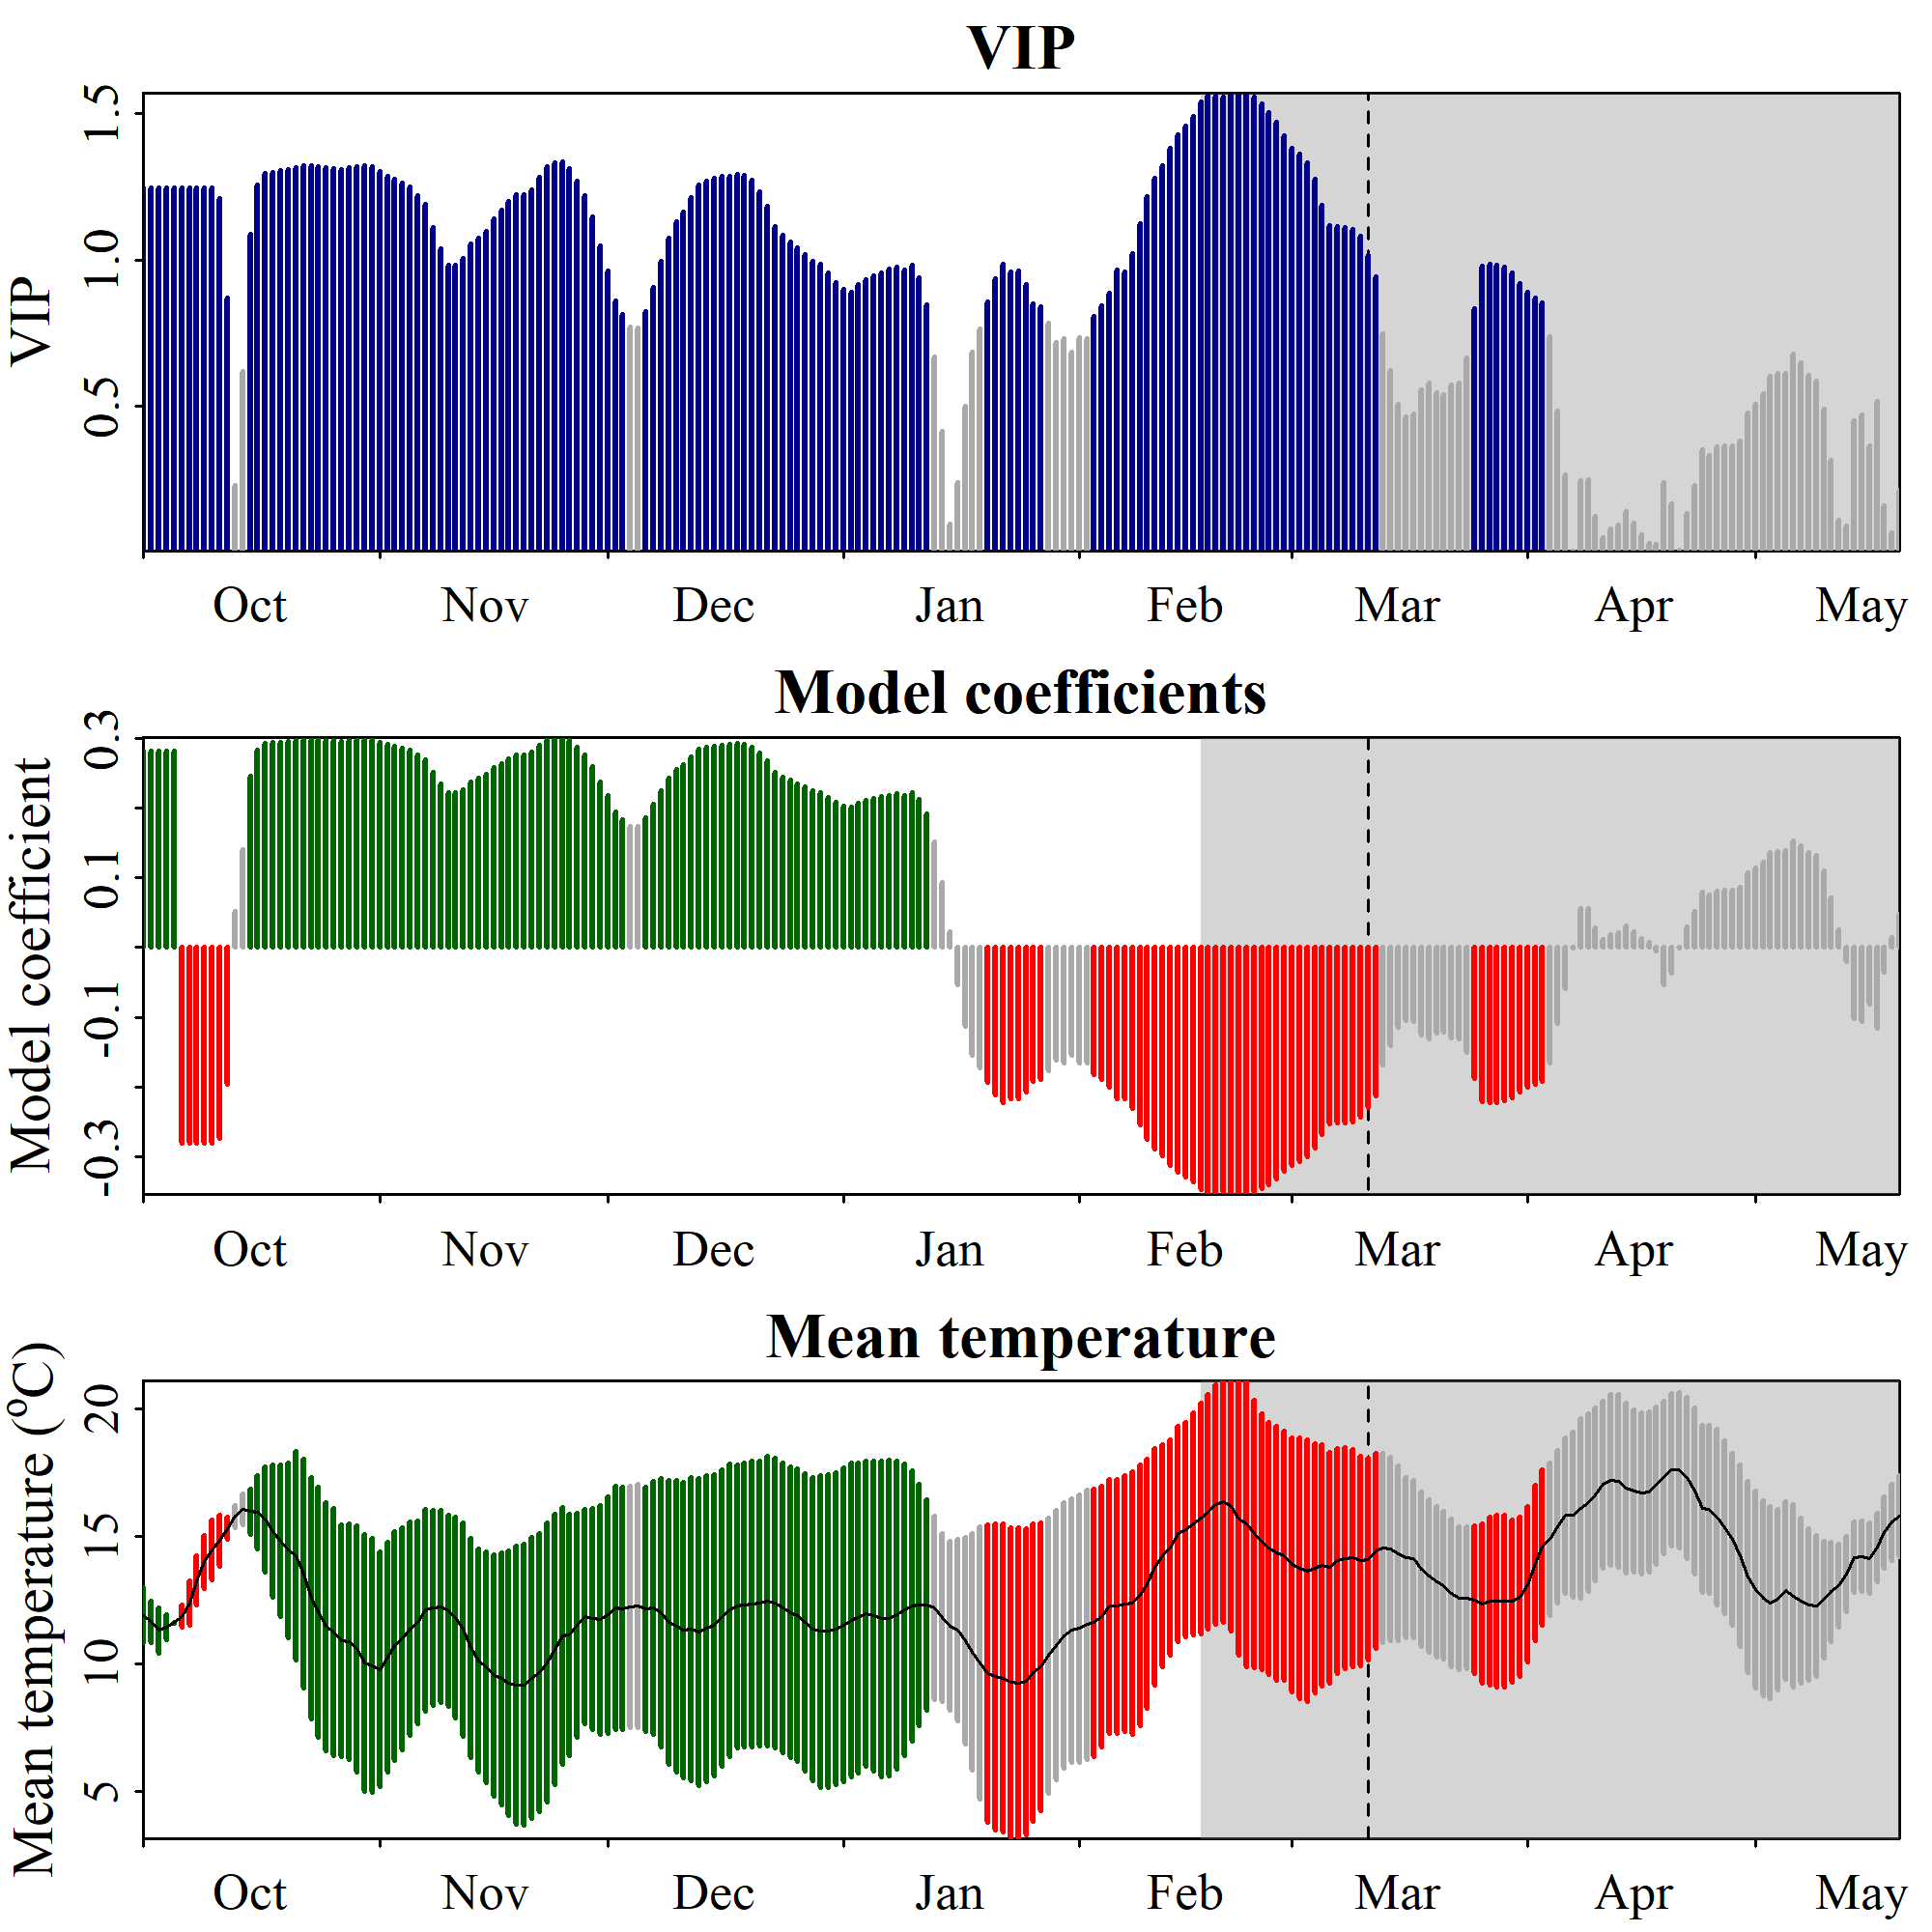 VIP
VIP
1.5
1.0
0.5
Oct Nov Dec Jan Feb Mar Apr May
Model coefficients
Model coefficient
0.3
0.1
-0.1
-0.3
Oct Nov Dec Jan Feb Mar Apr May
Mean temperature
Mean temperature (ºC)
20
15
10
5
Oct Nov Dec Jan Feb Mar Apr May